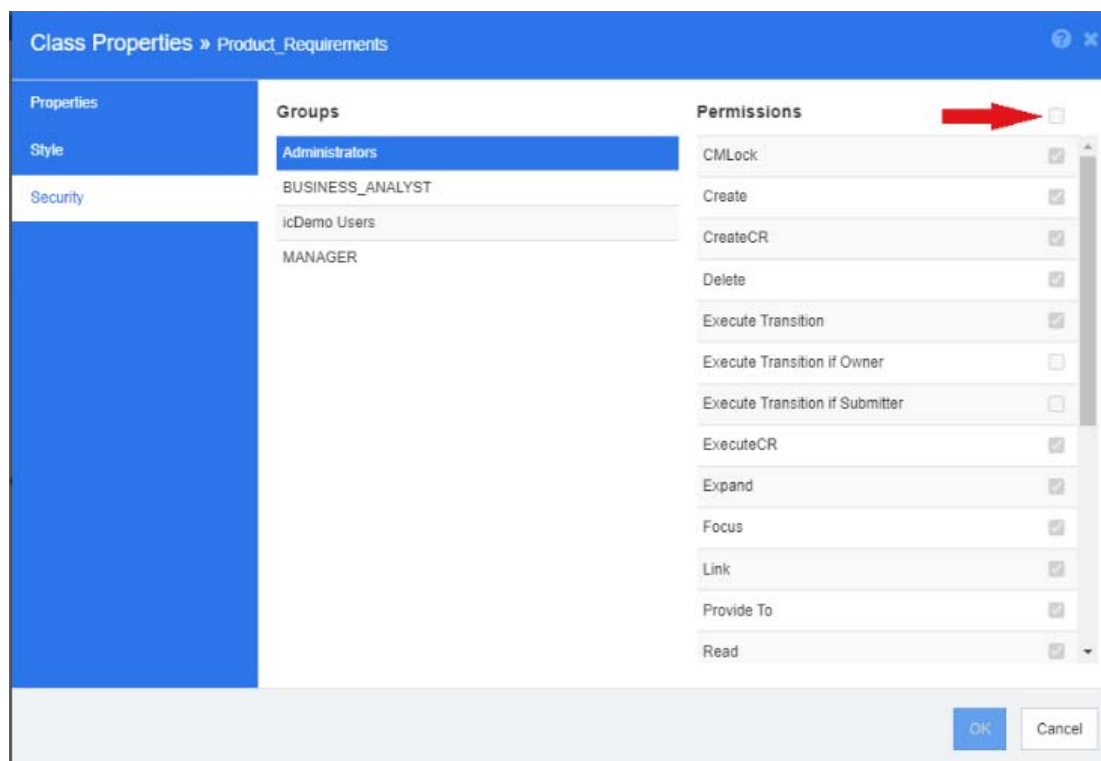 Class Properties » Product_Requirements
Properties
Style
Security
Groups
Administrators
BUSINESS_ANALYST
icDemo Users
MANAGER
Permissions
CMLock
Create
CreateCR
Delete
Execute Transition
Execute Transition if Owner
Execute Transition if Submitter
ExecuteCR
Expand
Focus
Link
Provide To
Read
OK
Cancel